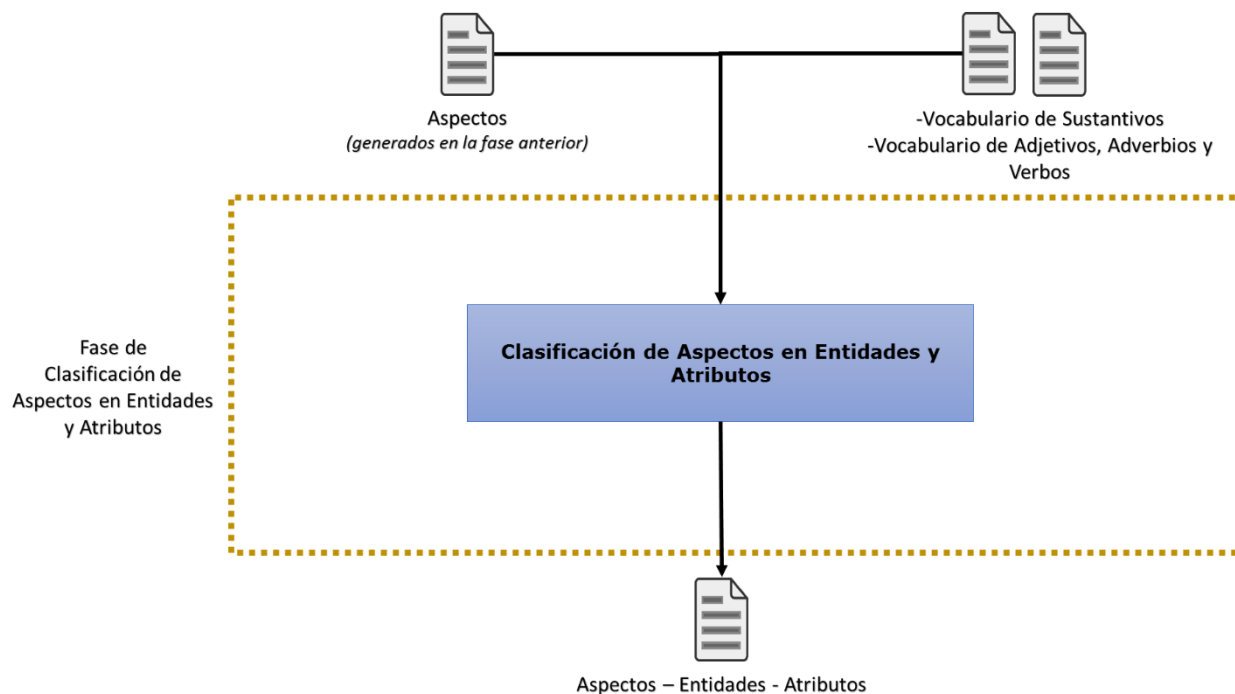 Aspectos
(generados en la fase anterior)
-Vocabulario de Sustantivos
-Vocabulario de Adjetivos, Adverbios y
Verbos
Fase de
Clasificación de
Aspectos en Entidades
y Atributos
Clasificación de Aspectos en Entidades y
Atributos
Aspectos – Entidades - Atributos